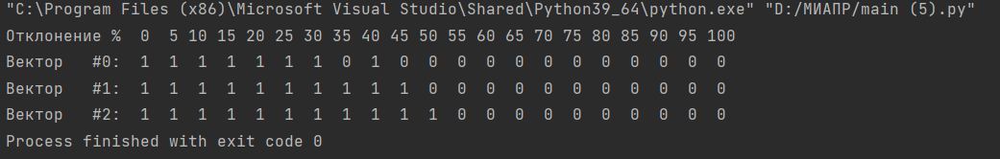 "C:\Program Files (x86)\Microsoft Visual Studio\Shared\Python39_64\python.exe" "D:/МИАПР/main (5).py"
Отклонение %  0  5 10 15 20 25 30 35 40 45 50 55 60 65 70 75 80 85 90 95 100
Вектор   #0:  1  1  1  1  1  1  1  0  1  0  0  0  0  0  0  0  0  0  0  0  0
Вектор   #1:  1  1  1  1  1  1  1  1  1  1  0  0  0  0  0  0  0  0  0  0  0
Вектор   #2:  1  1  1  1  1  1  1  1  1  1  1  0  0  0  0  0  0  0  0  0  0
Process finished with exit code 0